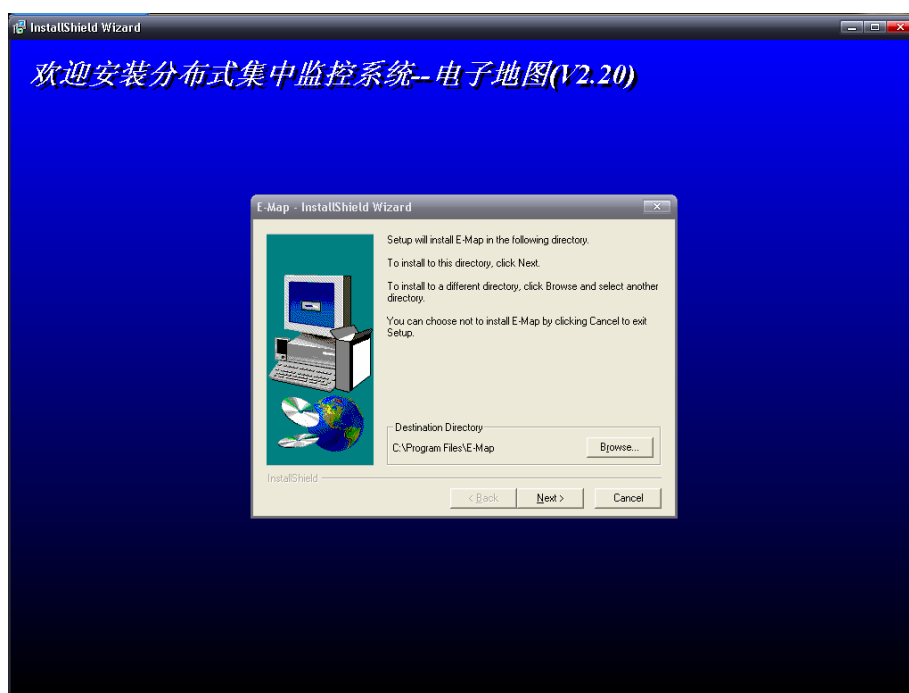 InstallShield Wizard
欢迎安装分布式集中监控系统--电子地图(V2.20)
E-Map - InstallShield Wizard
Setup will install E-Map in the following directory.
To install to this directory, click Next.
To install to a different directory, click Browse and select another
directory.
You can choose not to install E-Map by clicking Cancel to exit
Setup.
Destination Directory
C:\Program Files\E-Map
Browse...
InstallShield
< Back
Next >
Cancel